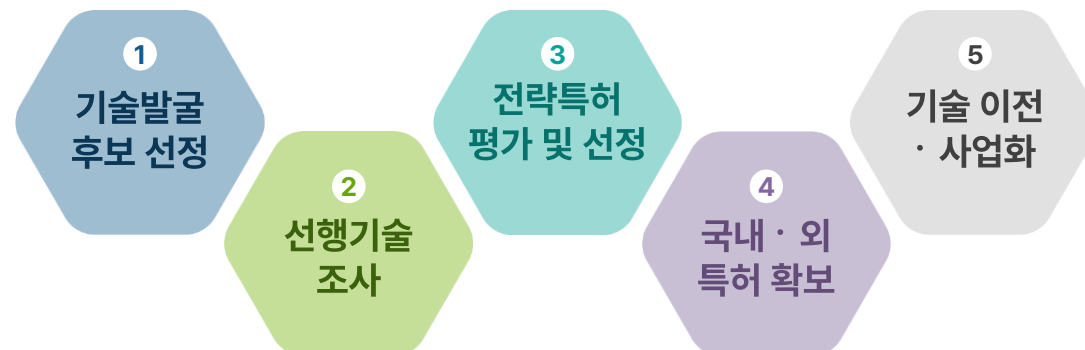 1
기술발굴
후보 선정
2
선행기술
조사
3
전략특허
평가 및 선정
4
국내 · 외
특허 확보
5
기술 이전
· 사업화